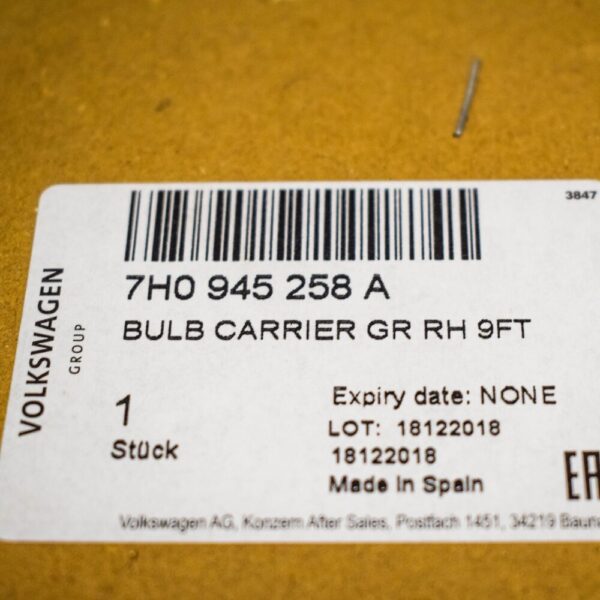 3847
7H0 945 258 A
BULB CARRIER GR RH 9FT
VOLKSWAGEN
GROUP
1
Stück
Expiry date: NONE
LOT: 18122018
18122018
Made in Spain
Volkswagen AG, Konzern After Sales, Postfach 1451, 34219